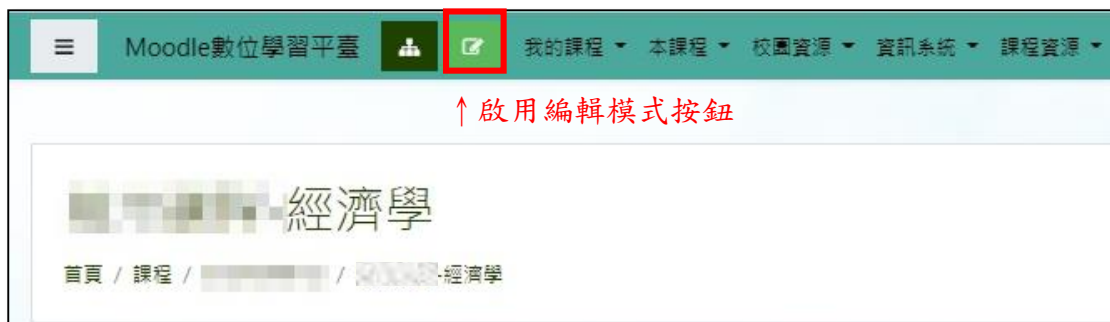 Moodle數位學習平臺 我的課程 本課程 校園資源 資訊系統 課程資源
↑啟用編輯模式按鈕
-經濟學
首頁 / 課程 / / -經濟學